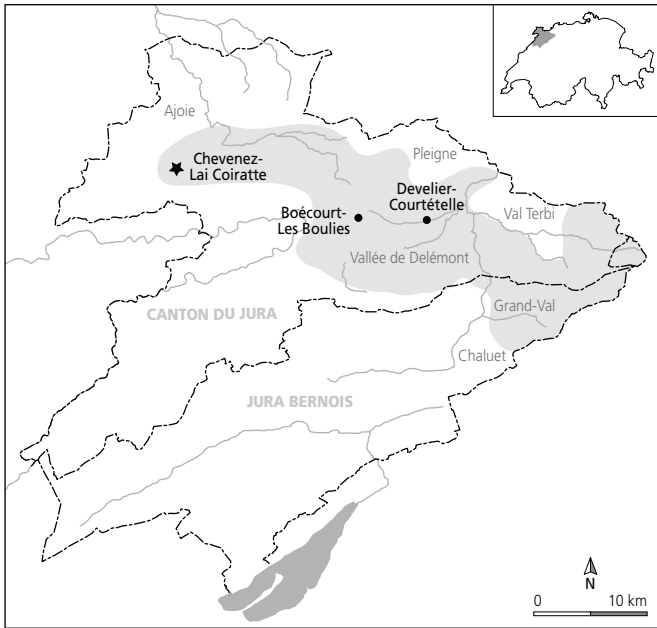 Ajoie
Pleigne
Chevenez-
Lai Coiratte
Develier-
Courtételle
Boécourt-
Les Boulies
Val Terbi
Vallée de Delémont
CANTON DU JURA
Grand-Val
Chaluet
JURA BERNOIS
N
0 10 km